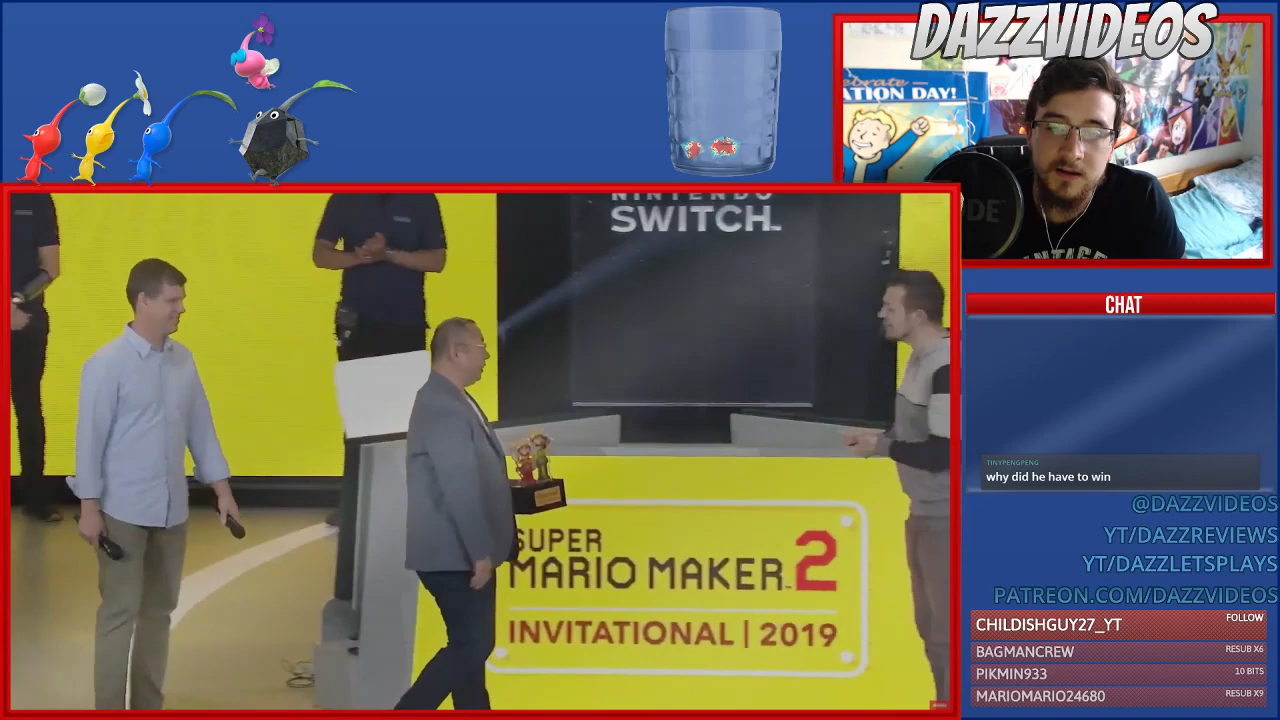 DAZZVIDEOS
ATION DAY!
NINTENDO
SWITCH
CHAT
TINYPENGPENG
why did he have to win
SUPER
MARIO MAKER 2
INVITATIONAL | 2019
@DAZZVIDEOS
YT/DAZZREVIEWS
YT/DAZZLETSPLAYS
PATREON.COM/DAZZVIDEOS
CHILDISHGUY27_YT FOLLOW
BAGMANCREW RESUB X6
PIKMIN933 10 BITS
MARIOMARIO24680 RESUB X9